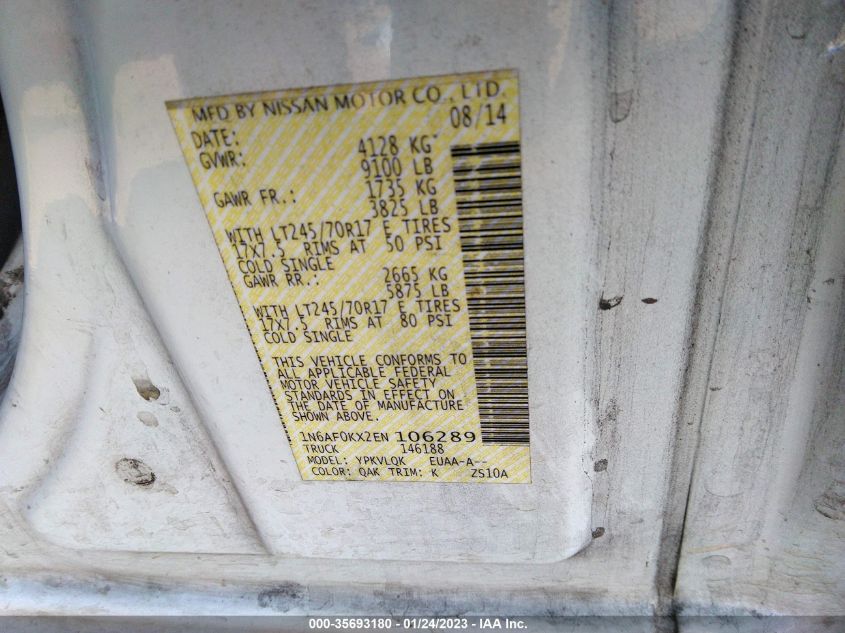 MFD BY NISSAN MOTOR CO., LTD.
DATE: 08/14
GVWR: 4128 KG
9100 LB
GAWR FR.: 1735 KG
3825 LB
WITH LT245/70R17 E TIRES
17X7.5 RIMS AT 50 PSI
COLD SINGLE
GAWR RR.: 2665 KG
5875 LB
WITH LT245/70R17 E TIRES
17X7.5 RIMS AT 80 PSI
COLD SINGLE
THIS VEHICLE CONFORMS TO
ALL APPLICABLE FEDERAL
MOTOR VEHICLE SAFETY
STANDARDS IN EFFECT ON
THE DATE OF MANUFACTURE
SHOWN ABOVE.
1N6AF0KX2EN 106289
TRUCK 146188
MODEL: YPKVLQK EUAA-A--
COLOR: QAK TRIM: K ZS10A
000-35693180 - 01/24/2023 - IAA Inc.